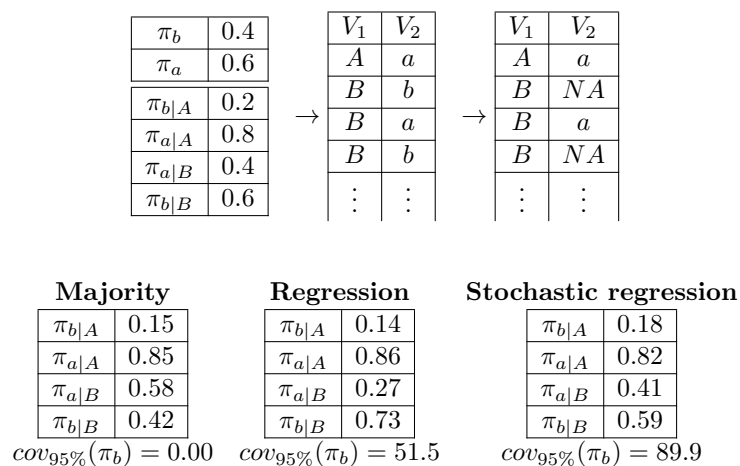 π_b 0.4
π_a 0.6
π_{b|A} 0.2
π_{a|A} 0.8
π_{a|B} 0.4
π_{b|B} 0.6
→
V_1 V_2
A a
B b
B a
B b
⋮ ⋮
→
V_1 V_2
A a
B NA
B a
B NA
⋮ ⋮
Majority
π_{b|A} 0.15
π_{a|A} 0.85
π_{a|B} 0.58
π_{b|B} 0.42
cov_{95%}(π_b) = 0.00
Regression
π_{b|A} 0.14
π_{a|A} 0.86
π_{a|B} 0.27
π_{b|B} 0.73
cov_{95%}(π_b) = 51.5
Stochastic regression
π_{b|A} 0.18
π_{a|A} 0.82
π_{a|B} 0.41
π_{b|B} 0.59
cov_{95%}(π_b) = 89.9